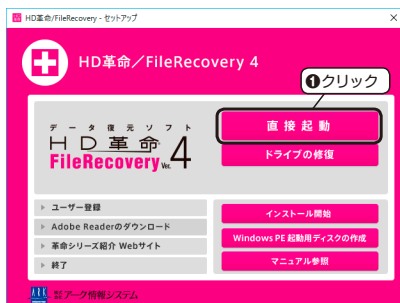 HD革命/FileRecovery - セットアップ
HD革命／FileRecovery 4
❶クリック
データ復元ソフト
HD革命
FileRecovery Ver. 4
直接起動
ドライブの修復
ユーザー登録
Adobe Readerのダウンロード
革命シリーズ紹介 Webサイト
終了
インストール開始
Windows PE 起動用ディスクの作成
マニュアル参照
ARK 株式会社アーク情報システム